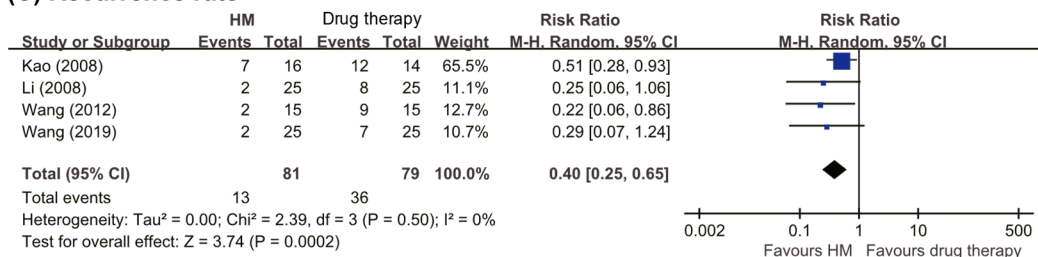 HM Drug therapy Risk Ratio Risk Ratio
Study or Subgroup Events Total Events Total Weight M-H. Random. 95% CI M-H. Random. 95% CI
Kao (2008) 7 16 12 14 65.5% 0.51 [0.28, 0.93]
Li (2008) 2 25 8 25 11.1% 0.25 [0.06, 1.06]
Wang (2012) 2 15 9 15 12.7% 0.22 [0.06, 0.86]
Wang (2019) 2 25 7 25 10.7% 0.29 [0.07, 1.24]
Total (95% CI) 81 79 100.0% 0.40 [0.25, 0.65]
Total events 13 36
Heterogeneity: Tau² = 0.00; Chi² = 2.39, df = 3 (P = 0.50); I² = 0%
Test for overall effect: Z = 3.74 (P = 0.0002)
0.002 0.1 1 10 500
Favours HM Favours drug therapy